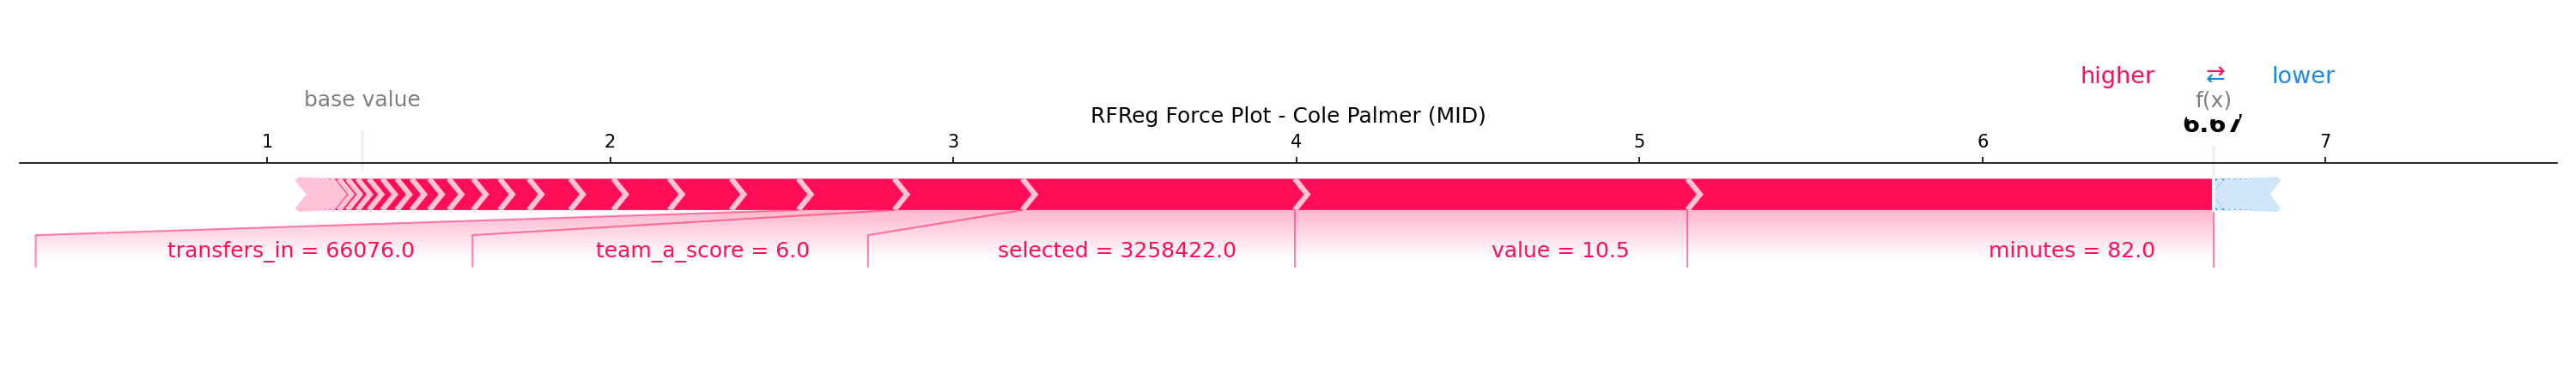 higher ⇄ lower
base value
f(x)
RFReg Force Plot - Cole Palmer (MID)
6.67
1 2 3 4 5 6 7
transfers_in = 66076.0 team_a_score = 6.0 selected = 3258422.0 value = 10.5 minutes = 82.0